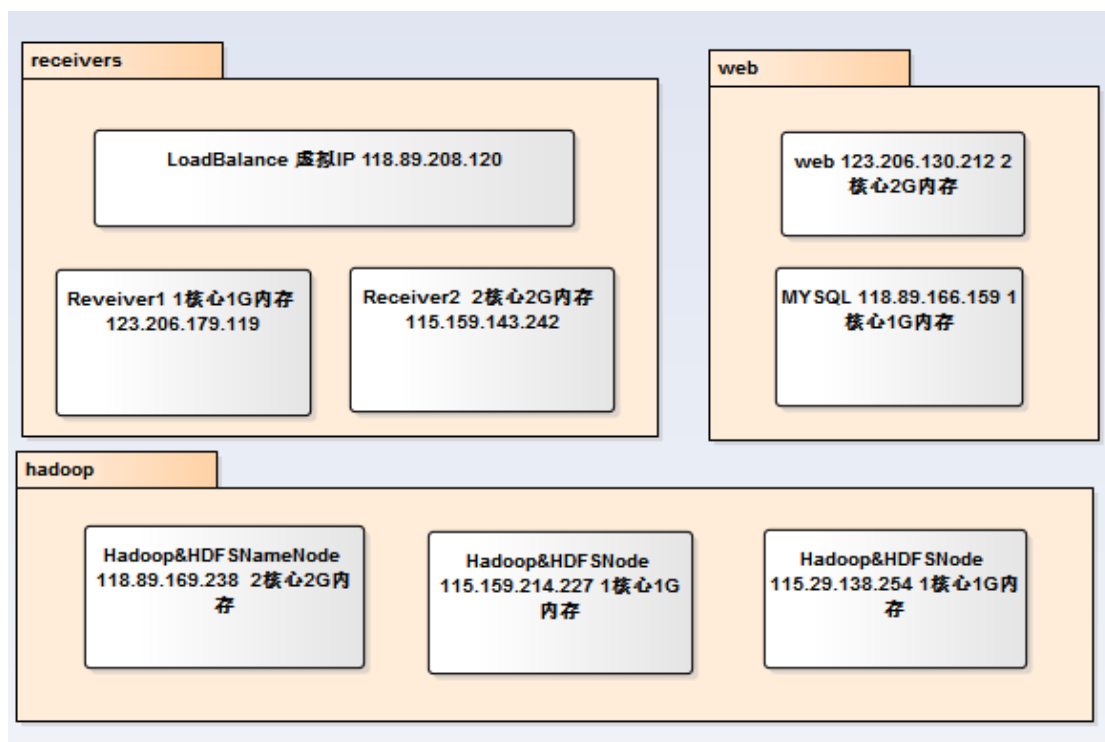 receivers
LoadBalance 虚拟IP 118.89.208.120
Reveiver1 1核心1G内存
123.206.179.119
Receiver2 2核心2G内存
115.159.143.242
web
web 123.206.130.212 2
核心2G内存
MYSQL 118.89.166.159 1
核心1G内存
hadoop
Hadoop&HDFSNameNode
118.89.169.238 2核心2G内
存
Hadoop&HDFSNode
115.159.214.227 1核心1G
内存
Hadoop&HDFSNode
115.29.138.254 1核心1G内
存